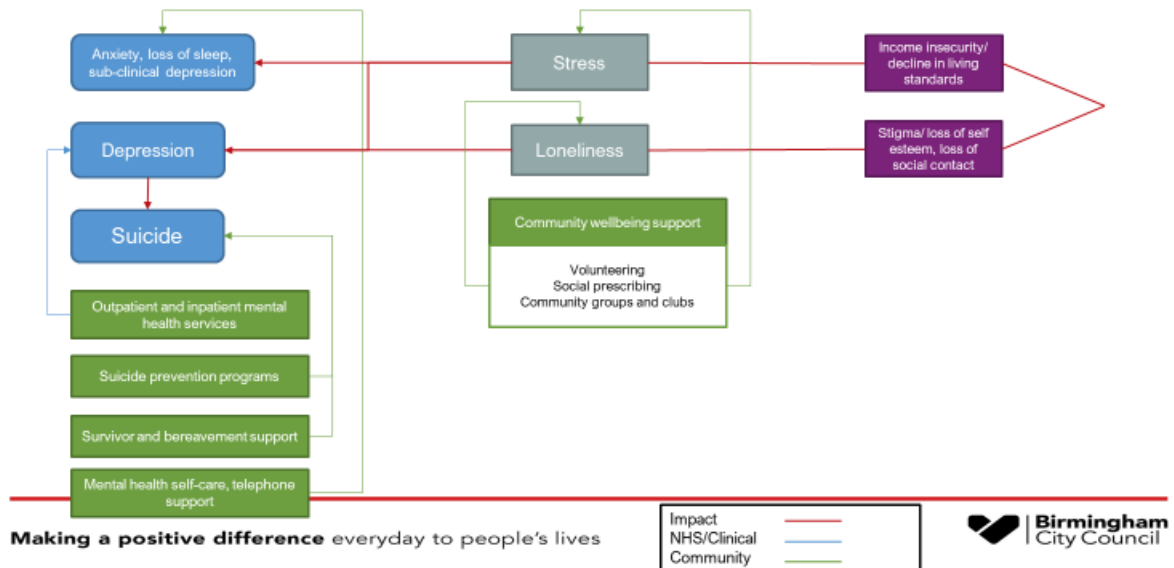 Anxiety, loss of sleep,
sub-clinical depression
Stress
Income insecurity/
decline in living
standards
Depression
Loneliness
Stigma/ loss of self
esteem, loss of
social contact
Suicide
Community wellbeing support
Volunteering
Social prescribing
Community groups and clubs
Outpatient and inpatient mental
health services
Suicide prevention programs
Survivor and bereavement support
Mental health self-care, telephone
support
Making a positive difference everyday to people's lives
Impact
NHS/Clinical
Community
Birmingham
City Council